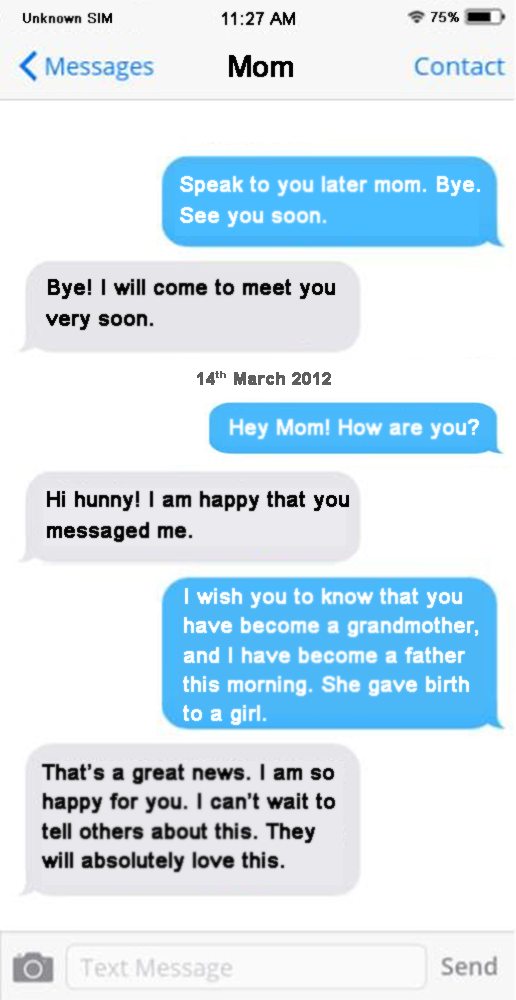 Unknown SIM 11:27 AM 75%
Messages Mom Contact
Speak to you later mom. Bye.
See you soon.
Bye! I will come to meet you
very soon.
14th March 2012
Hey Mom! How are you?
Hi hunny! I am happy that you
messaged me.
I wish you to know that you
have become a grandmother,
and I have become a father
this morning. She gave birth
to a girl.
That's a great news. I am so
happy for you. I can't wait to
tell others about this. They
will absolutely love this.
Text Message Send